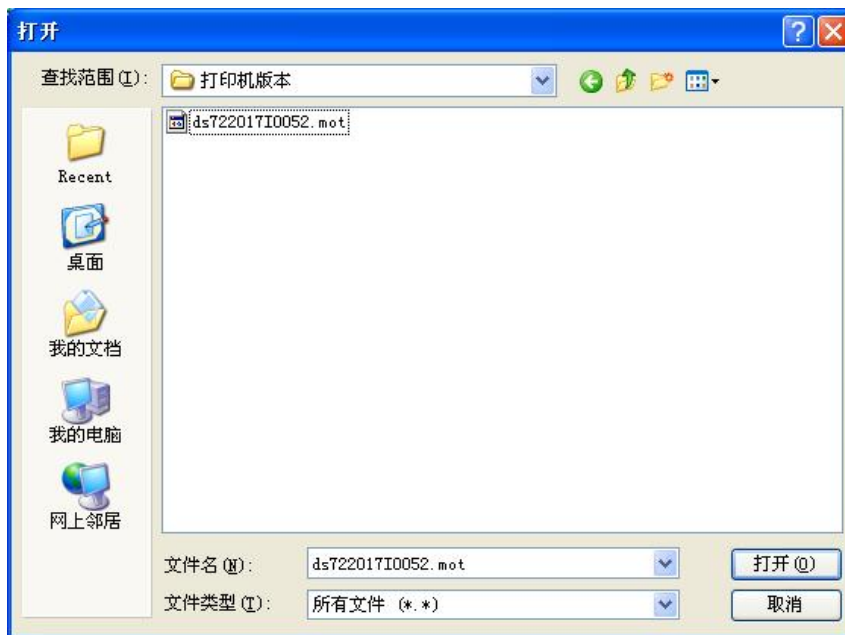 打开
查找范围(I):
打印机版本
ds722017I0052.mot
Recent
桌面
我的文档
我的电脑
网上邻居
文件名(N):
ds722017I0052.mot
打开(O)
文件类型(T):
所有文件 (*.*)
取消